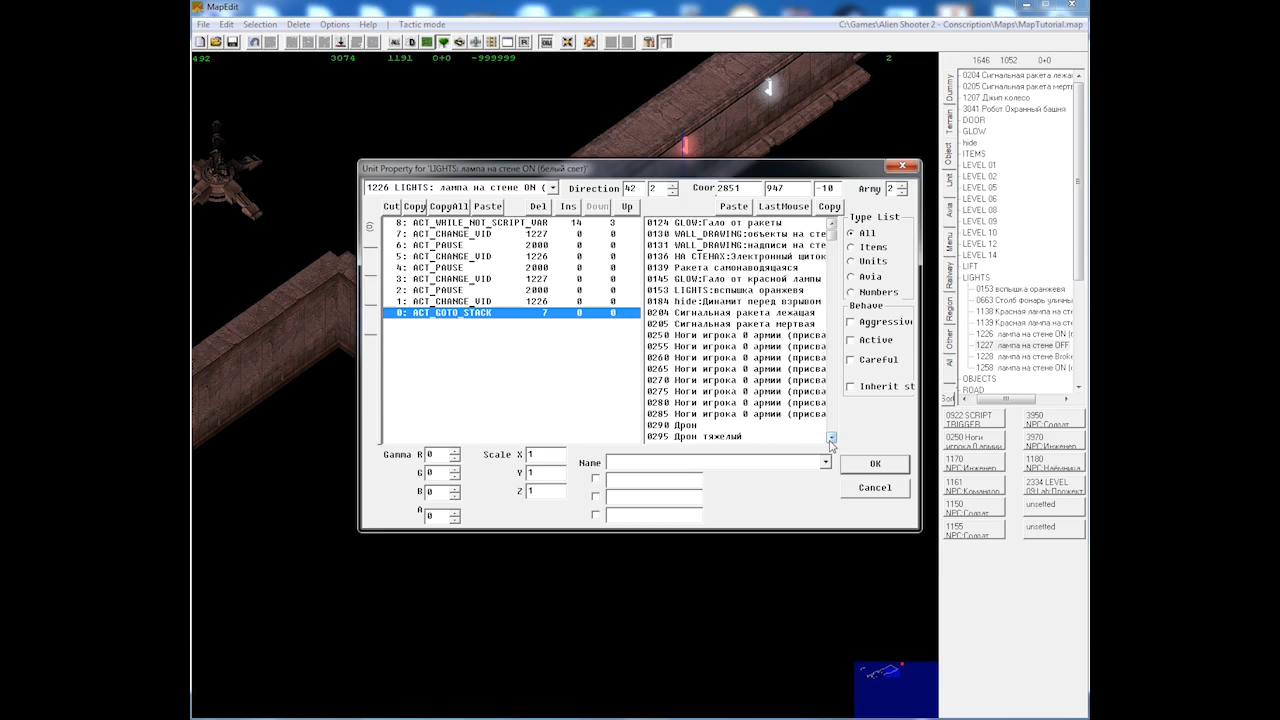 MapEdit
File Edit Selection Delete Options Help Tactic mode
C:\Games\Alien Shooter 2 - Conscription\Maps\MapTutorial.map
492 3074 1191 0+0 -999999 2
1646 1052 0+0
0204 Сигнальная ракета лежа
0205 Сигнальная ракета мертв
1207 Джип колесо
3041 Робот Охранный башня
DOOR
GLOW
hide
ITEMS
LEVEL 01
LEVEL 02
LEVEL 05
LEVEL 06
LEVEL 08
LEVEL 09
LEVEL 10
LEVEL 12
LEVEL 14
LIFT
LIGHTS
0153 вспышка оранжевя
0663 Столб Фонарь уличны
1138 Красная лампа на сте
1139 Красная лампа на сте
1226 лампа на стене ON (
1227 лампа на стене OFF
1228 лампа на стене Broke
1258 лампа на стене ON (
OBJECTS
ROAD
Dummy
Terrain
Object
Unit
Avia
Menu
Railway
Region
Other
All
Sort
0922 SCRIPT TRIGGER
3950 NPC:Солдат
0250 Ноги игрока 0 армии
3970 NPC:Инженер
1170 NPC:Инженер
1180 NPC:Наёмник
1161 NPC:Командор
2334 LEVEL 09:Lab:Прожект
1150 NPC:Солдат
unsetted
1155 NPC:Солдат
unsetted
Unit Property for 'LIGHTS: лампа на стене ON (белый свет)'
1226 LIGHTS: лампа на стене ON ( Direction 42 2 Coor 2851 947 -10 Army 2
Cut Copy CopyAll Paste Del Ins Down Up Paste LastMouse Copy
8: ACT_WHILE_NOT_SCRIPT_VAR 14 3
7: ACT_CHANGE_VID 1227 0 0
6: ACT_PAUSE 2000 0 0
5: ACT_CHANGE_VID 1226 0 0
4: ACT_PAUSE 2000 0 0
3: ACT_CHANGE_VID 1227 0 0
2: ACT_PAUSE 2000 0 0
1: ACT_CHANGE_VID 1226 0 0
0: ACT_GOTO_STACK 7 0 0
0124 GLOW:Гало от ракеты
0130 WALL_DRAWING:объекты на сте
0131 WALL_DRAWING:надписи на сте
0136 НА СТЕНАХ:Электронный щиток
0139 Ракета самонаводящаяся
0145 GLOW:Гало от красной лампы
0153 LIGHTS:вспышка оранжевя
0184 hide:Динамит перед взрывом
0204 Сигнальная ракета лежащая
0205 Сигнальная ракета мертвая
0250 Ноги игрока 0 армии (присва
0255 Ноги игрока 0 армии (присва
0260 Ноги игрока 0 армии (присва
0265 Ноги игрока 0 армии (присва
0270 Ноги игрока 0 армии (присва
0275 Ноги игрока 0 армии (присва
0280 Ноги игрока 0 армии (присва
0285 Ноги игрока 0 армии (присва
0290 Дрон
0295 Дрон тяжелый
Type List
All
Items
Units
Avia
Numbers
Behave
Aggressiv
Active
Careful
Inherit st
Gamma R 0 Scale X 1
G 0 Y 1
B 0 Z 1
A 0
Name
OK
Cancel